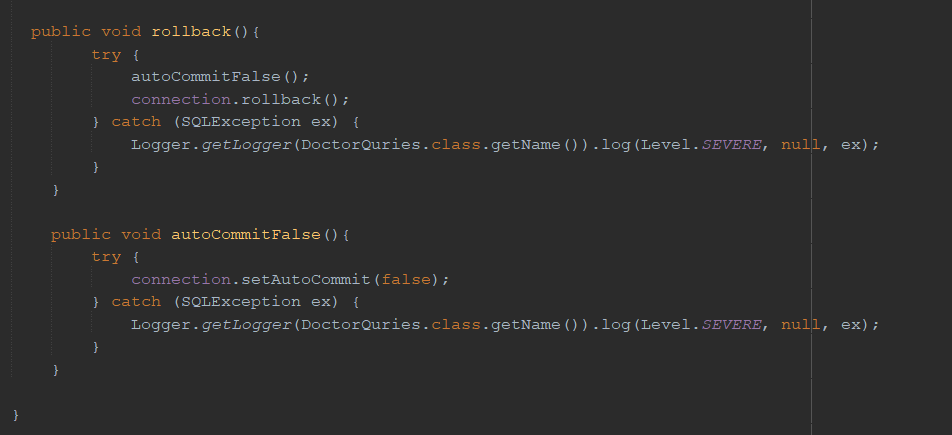 public void rollback(){
try {
autoCommitFalse();
connection.rollback();
} catch (SQLException ex) {
Logger.getLogger(DoctorQuries.class.getName()).log(Level.SEVERE, null, ex);
}
}
public void autoCommitFalse(){
try {
connection.setAutoCommit(false);
} catch (SQLException ex) {
Logger.getLogger(DoctorQuries.class.getName()).log(Level.SEVERE, null, ex);
}
}
}